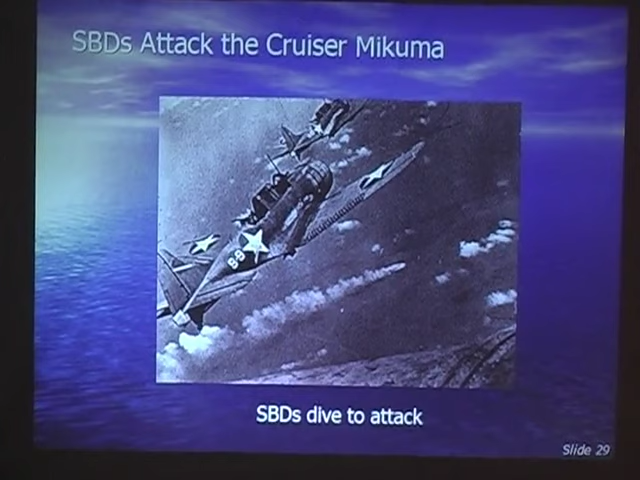 SBDs Attack the Cruiser Mikuma
SBDs dive to attack
Slide 29